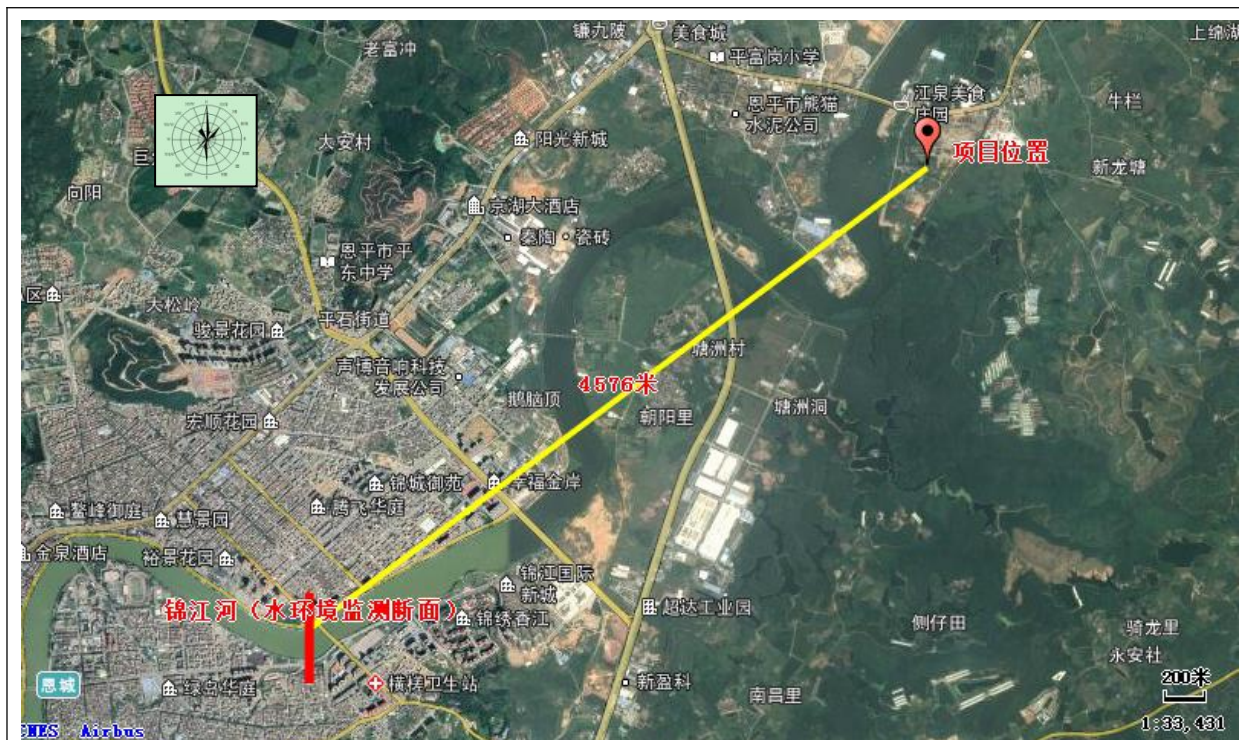 老富冲
镰九陂
美食城
平富岗小学
上绵湖
江泉美食
庄园
牛栏
恩平市熊猫
水泥公司
大安村
阳光新城
项目位置
新龙塘
向阳
京湖大酒店
秦陶·瓷砖
恩平市平
东中学
小区
大松岭
平石街道
骏景花园
声博音响科技
发展公司
塘洲村
4576米
鹅脑顶
朝阳里
塘洲洞
宏顺花园
锦城御苑
幸福金岸
鳌峰御庭
慧景园
腾飞华庭
金泉酒店
裕景花园
锦江国际
新城
锦江河（水环境监测断面）
锦绣香江
超达工业园
侧仔田
骑龙里
永安社
恩城
绿岛华庭
横槎卫生站
新盈科
南昌里
200米
1:33,431
CNES Airbus